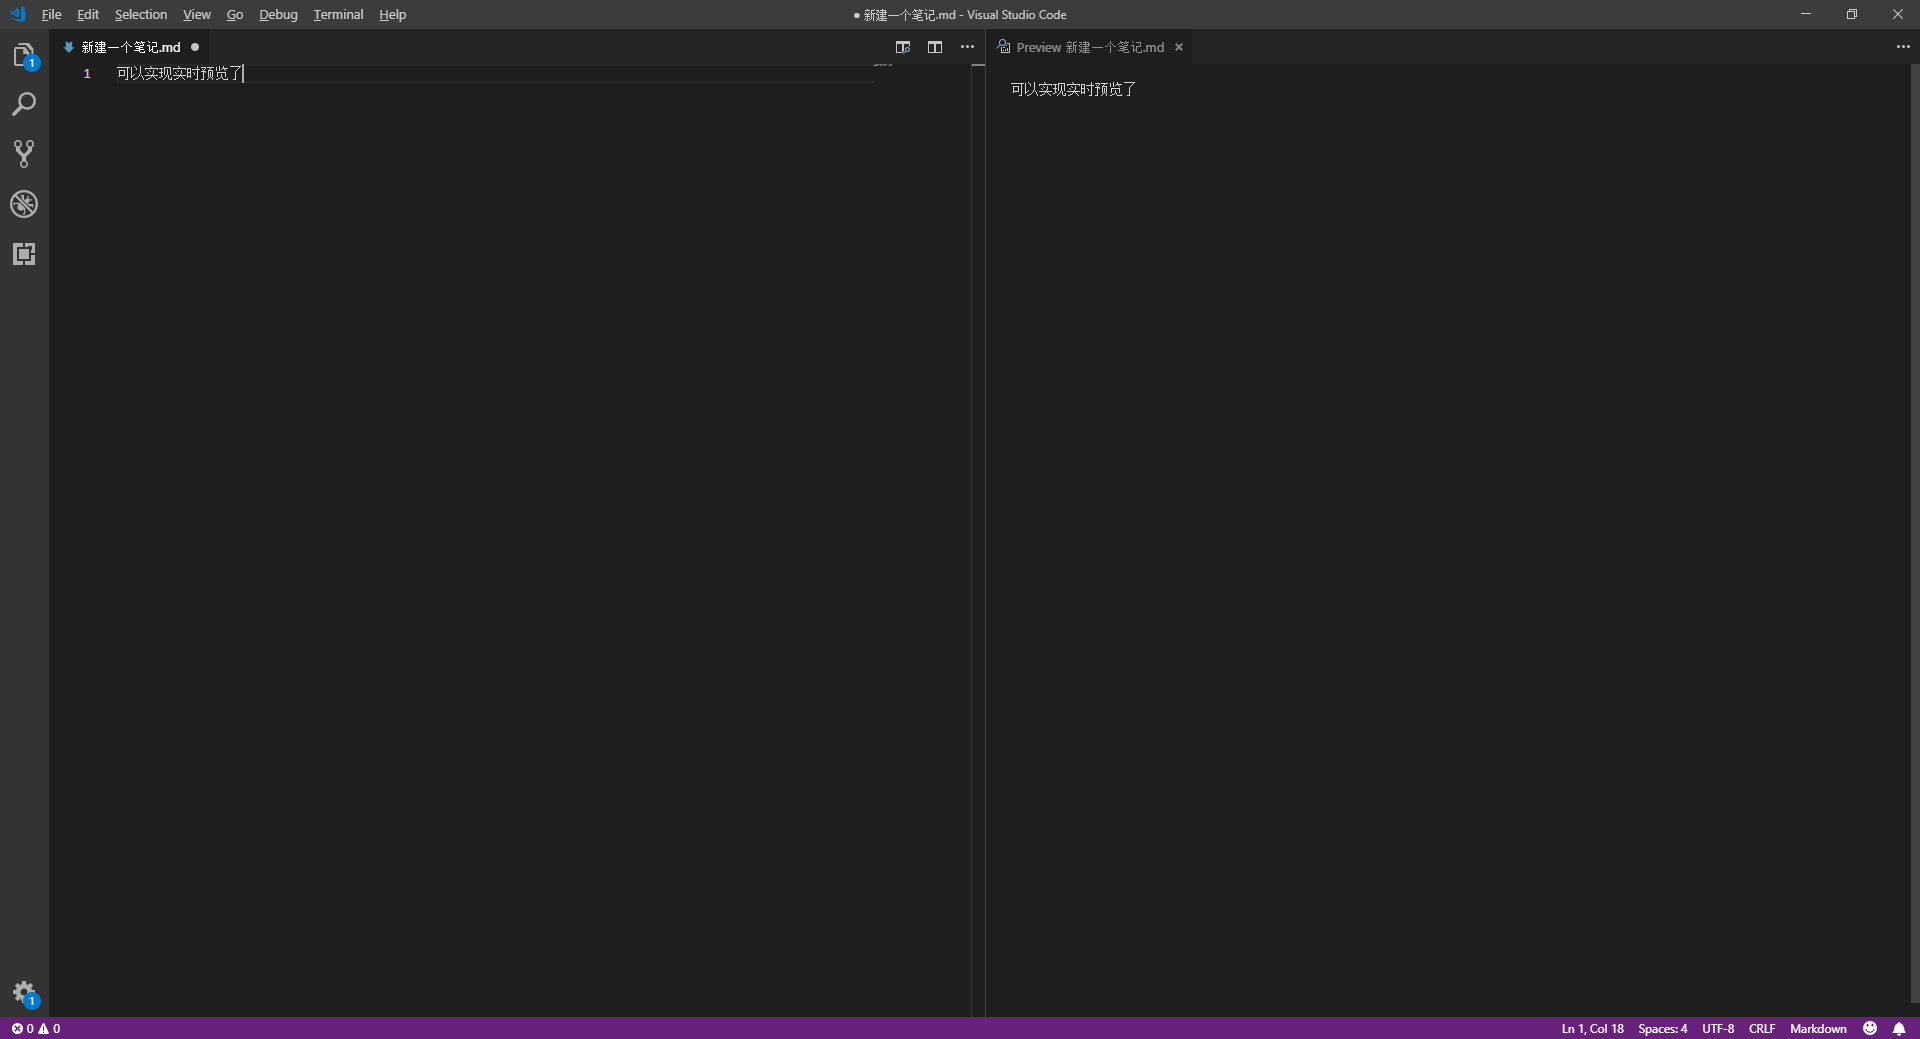 File Edit Selection View Go Debug Terminal Help
● 新建一个笔记.md - Visual Studio Code
新建一个笔记.md ●
Preview 新建一个笔记.md
1
1 可以实现实时预览了
可以实现实时预览了
1
0 0
Ln 1, Col 18 Spaces: 4 UTF-8 CRLF Markdown